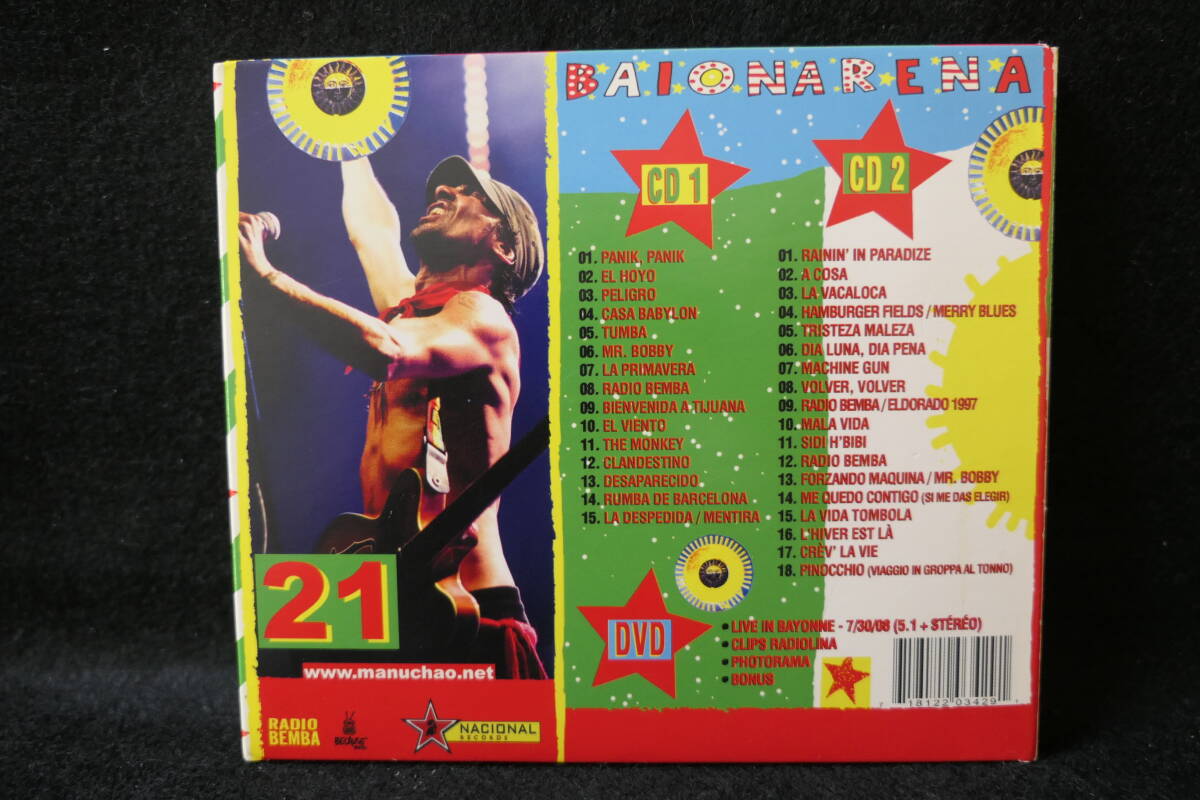 BAIONARENA
CD 1
01. PANIK, PANIK
02. EL HOYO
03. PELIGRO
04. CASA BABYLON
05. TUMBA
06. MR. BOBBY
07. LA PRIMAVERA
08. RADIO BEMBA
09. BIENVENIDA A TIJUANA
10. EL VIENTO
11. THE MONKEY
12. CLANDESTINO
13. DESAPARECIDO
14. RUMBA DE BARCELONA
15. LA DESPEDIDA / MENTIRA
CD 2
01. RAININ' IN PARADIZE
02. A COSA
03. LA VACALOCA
04. HAMBURGER FIELDS / MERRY BLUES
05. TRISTEZA MALEZA
06. DIA LUNA, DIA PENA
07. MACHINE GUN
08. VOLVER, VOLVER
09. RADIO BEMBA / ELDORADO 1997
10. MALA VIDA
11. SIDI H'BIBI
12. RADIO BEMBA
13. FORZANDO MAQUINA / MR. BOBBY
14. ME QUEDO CONTIGO (SI ME DAS ELEGIR)
15. LA VIDA TOMBOLA
16. L'HIVER EST LÀ
17. CRÈV' LA VIE
18. PINOCCHIO (VIAGGIO IN GROPPA AL TONNO)
DVD
• LIVE IN BAYONNE - 7/30/08 (5.1 + STÉRÉO)
• CLIPS RADIOLINA
• PHOTORAMA
• BONUS
21
www.manuchao.net
RADIO
BEMBA
BECAUSE
NACIONAL
RECORDS
7 18122 03429 1